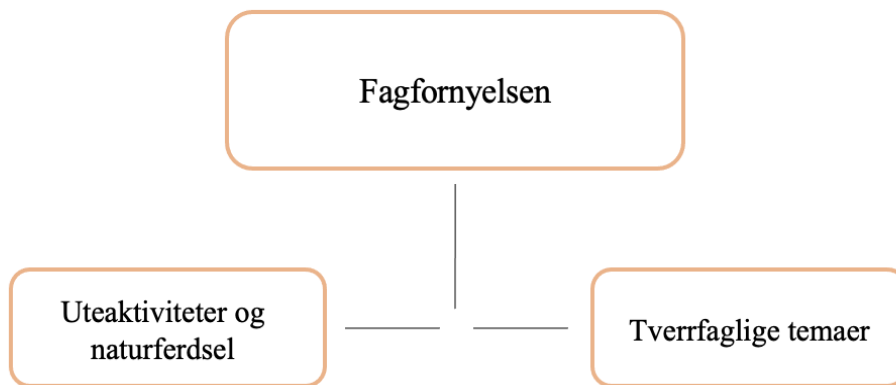 Fagfornyelsen
Uteaktiviteter og
naturferdsel
Tverrfaglige temaer